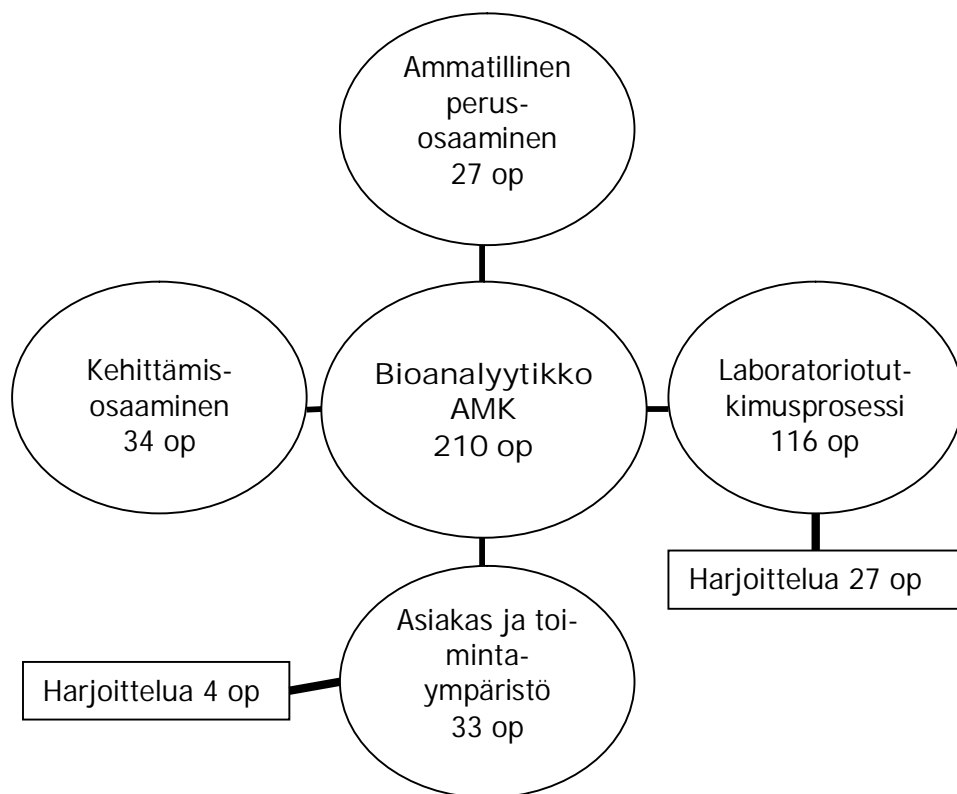 Ammatillinen
perus-
osaaminen
27 op
Kehittämis-
osaaminen
34 op
Bioanalyytikko
AMK
210 op
Laboratoriotut-
kimusprosessi
116 op
Harjoittelua 27 op
Asiakas ja toi-
minta-
ympäristö
33 op
Harjoittelua 4 op